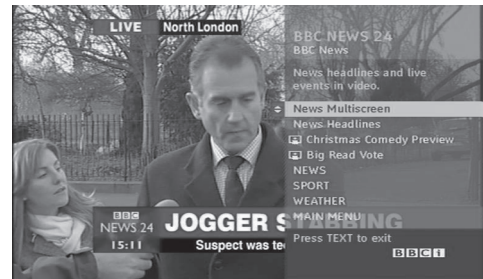 LIVE North London
BBC NEWS 24
BBC News
News headlines and live
events in video.
News Multiscreen
News Headlines
Christmas Comedy Preview
Big Read Vote
NEWS
SPORT
WEATHER
MAIN MENU
Press TEXT to exit
BBCi
BBC
NEWS 24
15:11
JOGGER STABBING
Suspect was